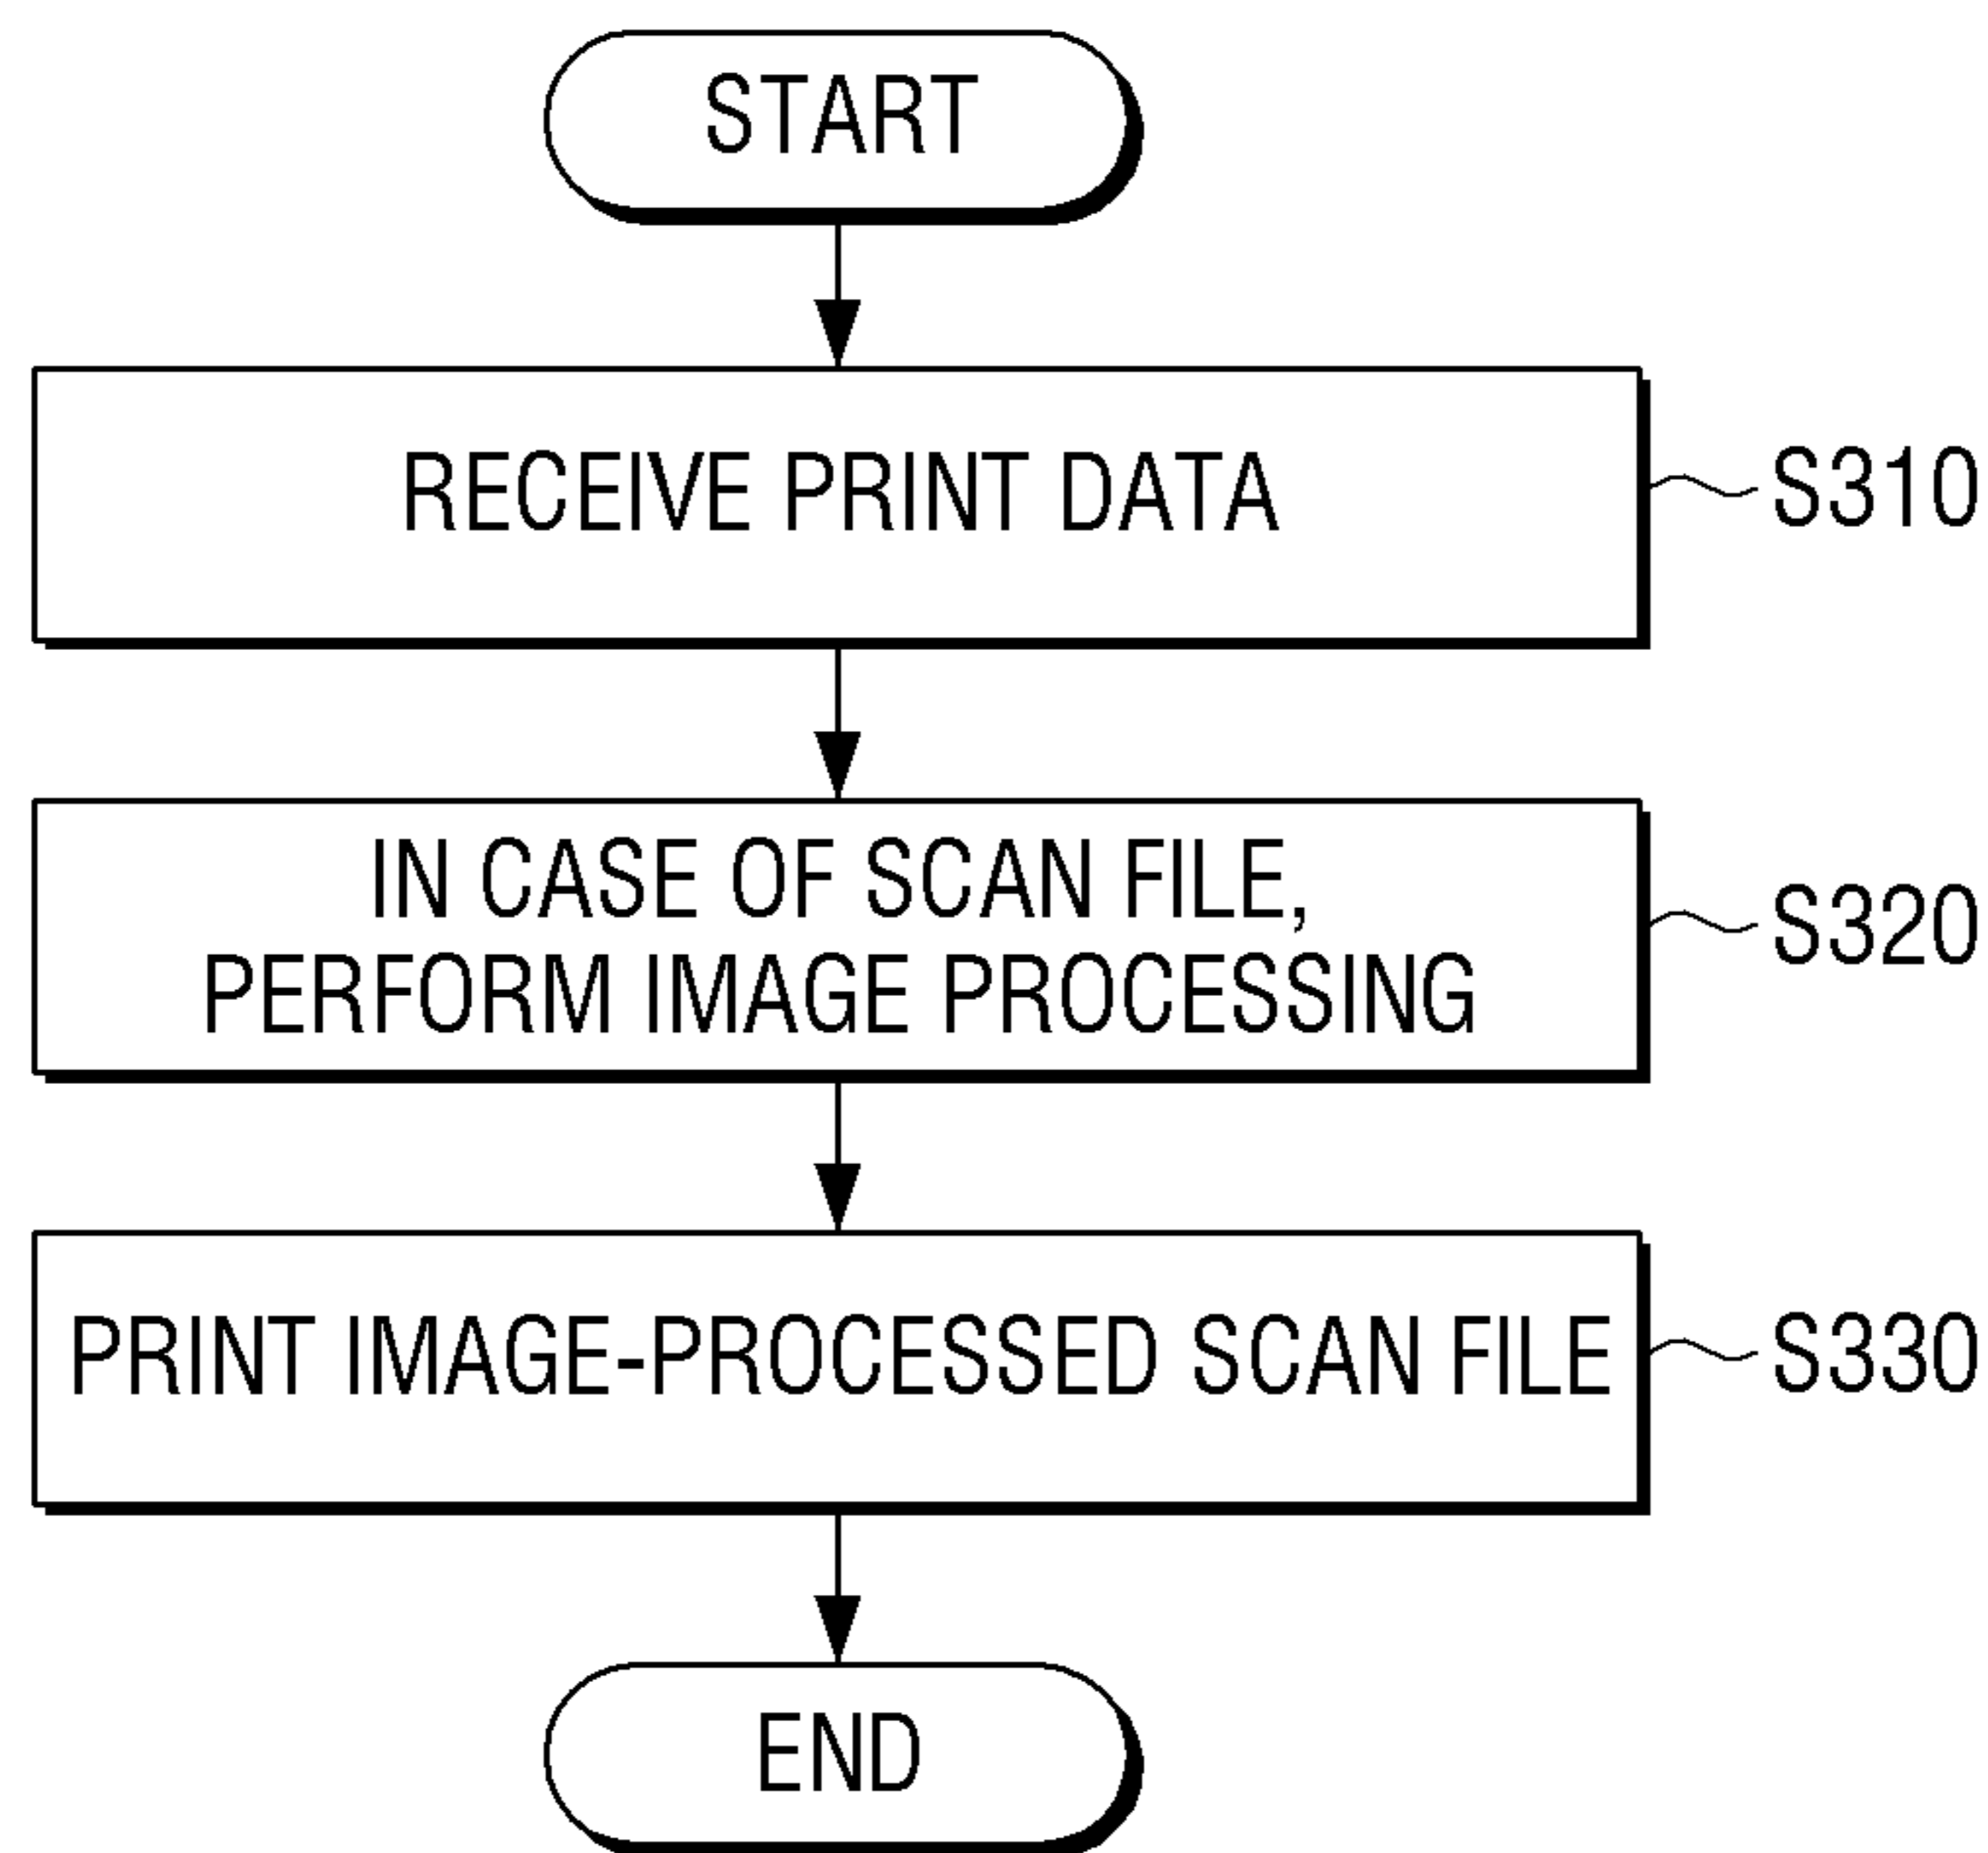 START
RECEIVE PRINT DATA
S310
IN CASE OF SCAN FILE,
PERFORM IMAGE PROCESSING
S320
PRINT IMAGE-PROCESSED SCAN FILE
S330
END